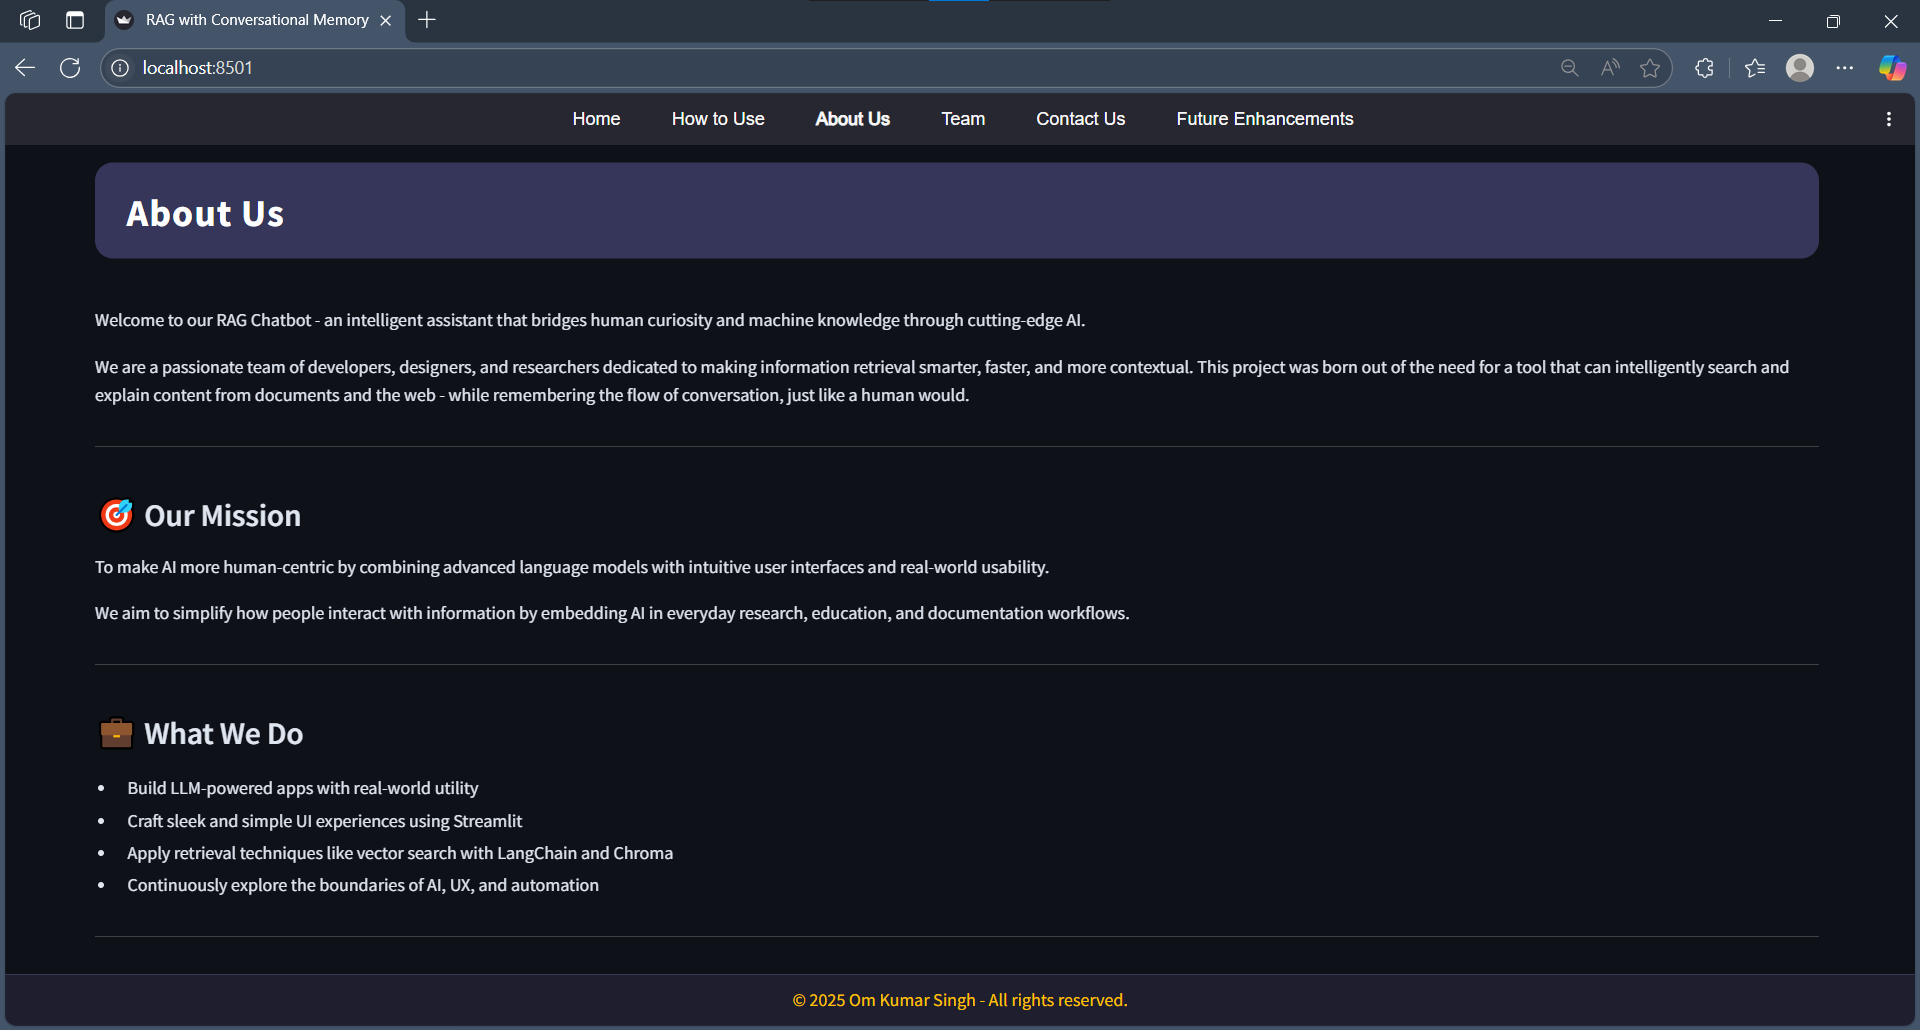 RAG with Conversational Memory
localhost:8501
Home How to Use About Us Team Contact Us Future Enhancements
About Us
Welcome to our RAG Chatbot - an intelligent assistant that bridges human curiosity and machine knowledge through cutting-edge AI.
We are a passionate team of developers, designers, and researchers dedicated to making information retrieval smarter, faster, and more contextual. This project was born out of the need for a tool that can intelligently search and
explain content from documents and the web - while remembering the flow of conversation, just like a human would.
🎯 Our Mission
To make AI more human-centric by combining advanced language models with intuitive user interfaces and real-world usability.
We aim to simplify how people interact with information by embedding AI in everyday research, education, and documentation workflows.
💼 What We Do
• Build LLM-powered apps with real-world utility
• Craft sleek and simple UI experiences using Streamlit
• Apply retrieval techniques like vector search with LangChain and Chroma
• Continuously explore the boundaries of AI, UX, and automation
© 2025 Om Kumar Singh - All rights reserved.